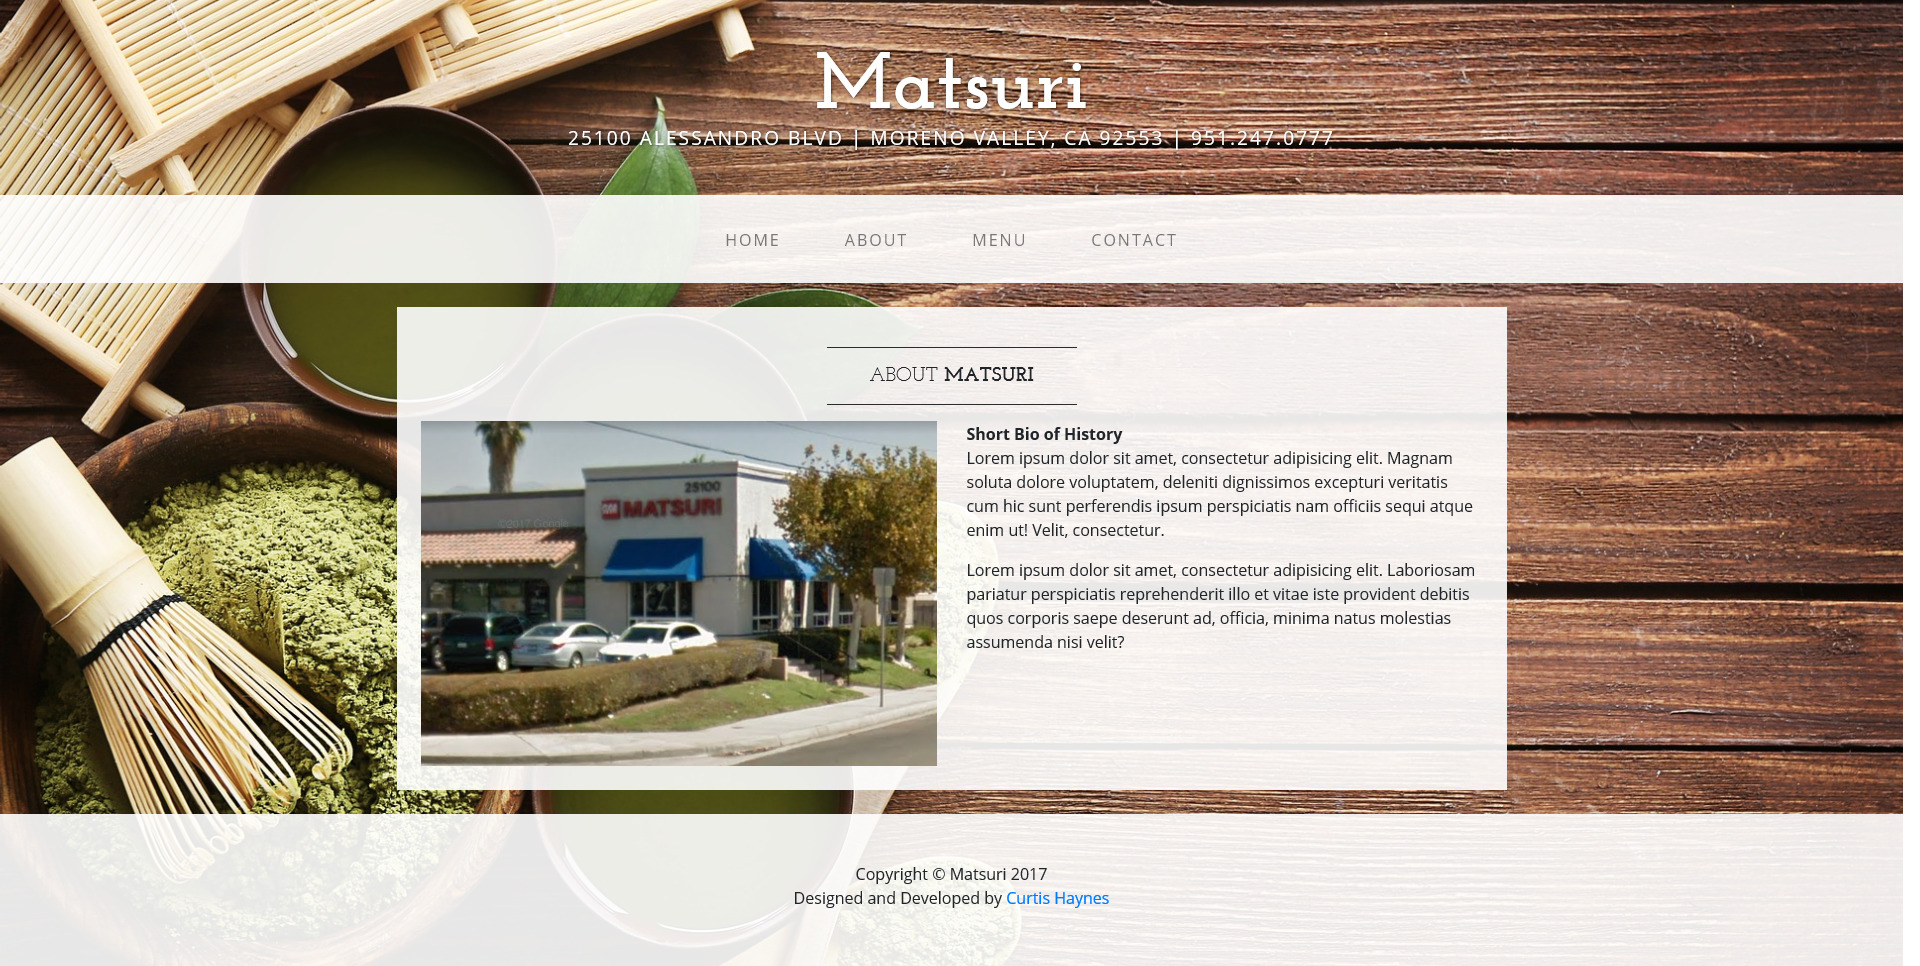 Matsuri
25100 ALESSANDRO BLVD | MORENO VALLEY, CA 92553 | 951.247.0777
HOME ABOUT MENU CONTACT
ABOUT MATSURI
25100
MATSURI
©2017 Google
Short Bio of History
Lorem ipsum dolor sit amet, consectetur adipisicing elit. Magnam
soluta dolore voluptatem, deleniti dignissimos excepturi veritatis
cum hic sunt perferendis ipsum perspiciatis nam officiis sequi atque
enim ut! Velit, consectetur.
Lorem ipsum dolor sit amet, consectetur adipisicing elit. Laboriosam
pariatur perspiciatis reprehenderit illo et vitae iste provident debitis
quos corporis saepe deserunt ad, officia, minima natus molestias
assumenda nisi velit?
Copyright © Matsuri 2017
Designed and Developed by Curtis Haynes